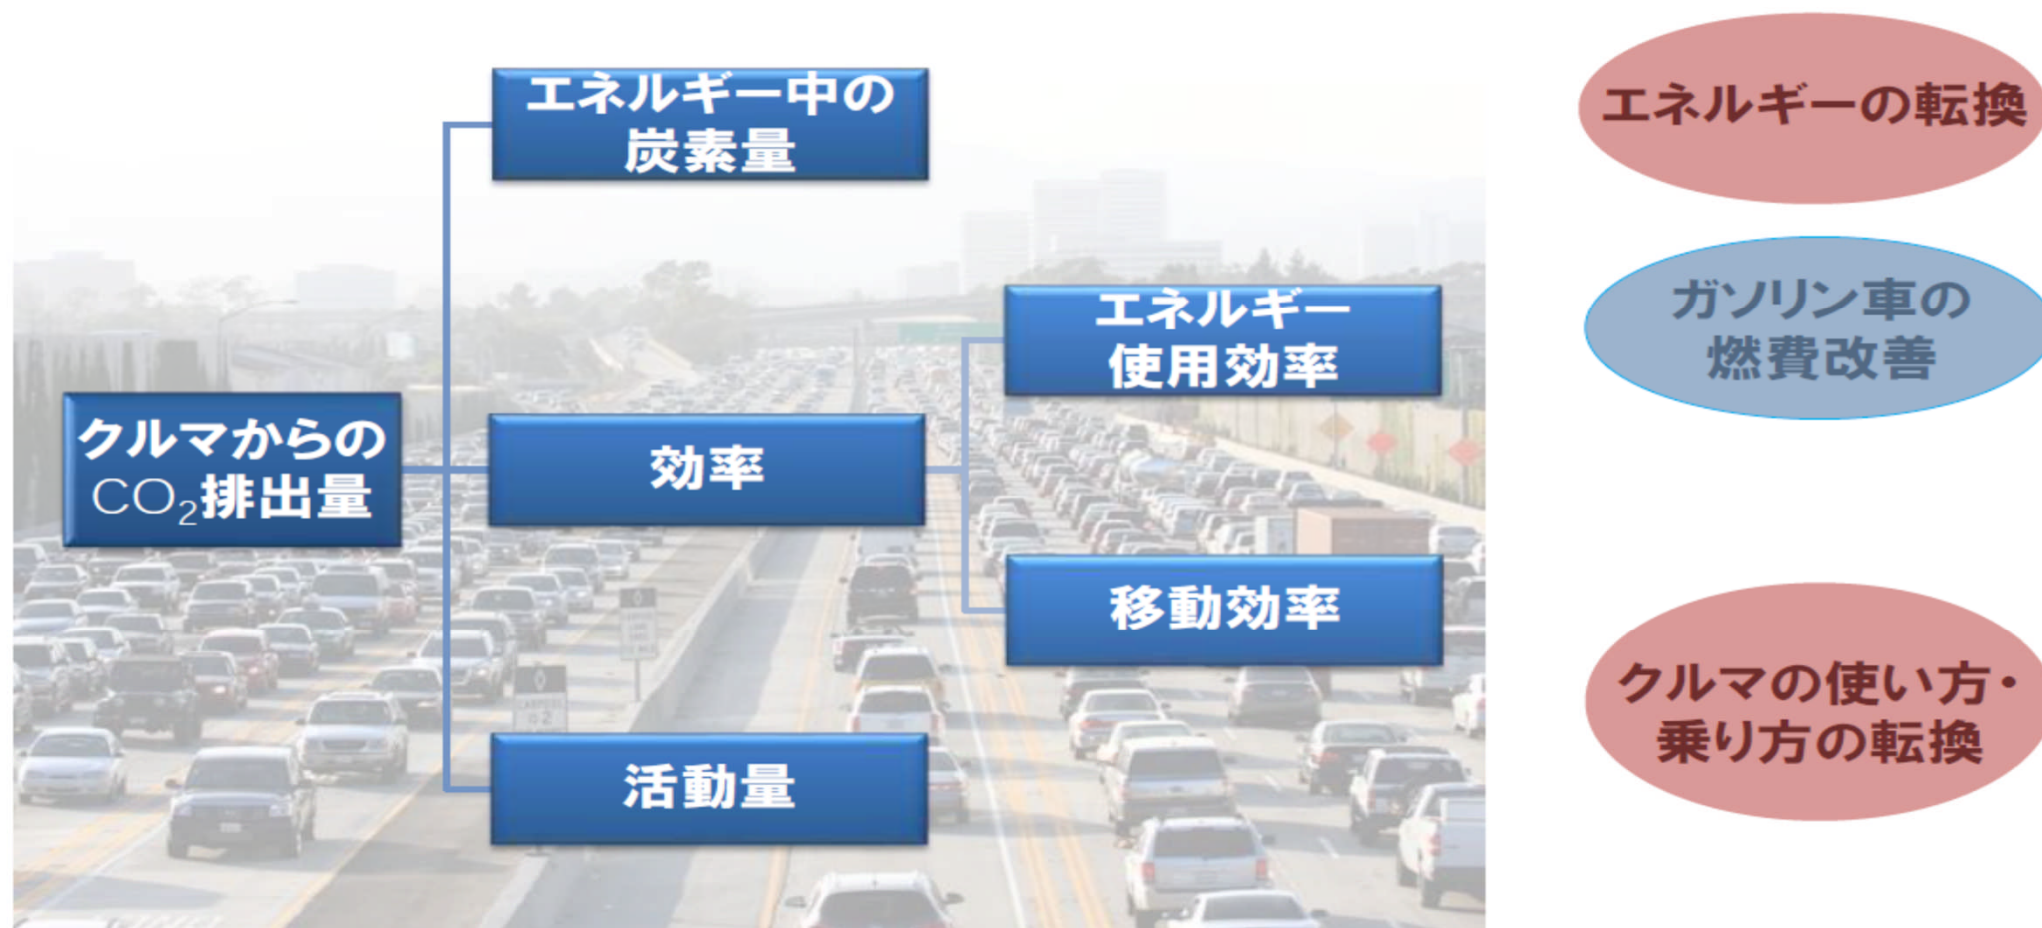 エネルギー中の
炭素量
エネルギーの転換
エネルギー
使用効率
ガソリン車の
燃費改善
クルマからの
CO₂排出量
効率
移動効率
クルマの使い方・
乗り方の転換
活動量